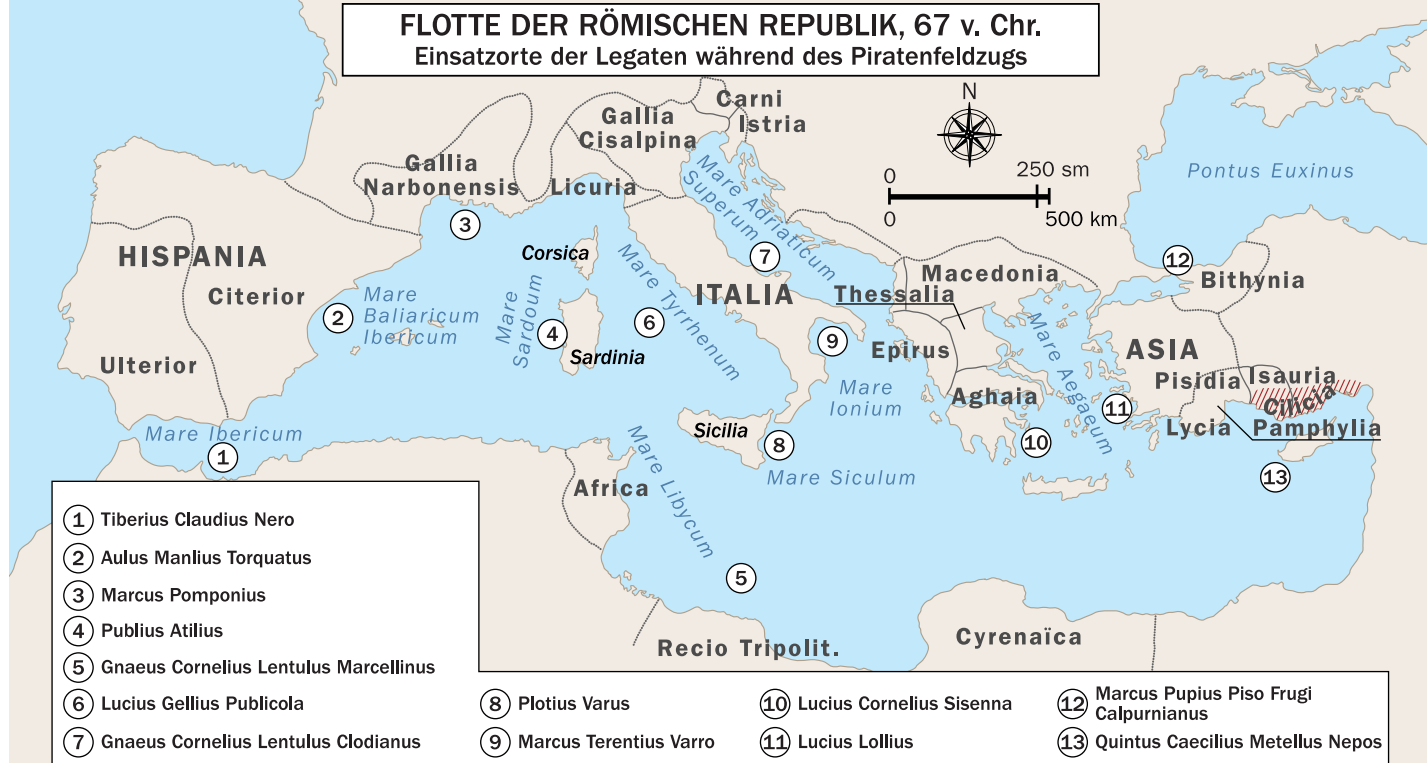 FLOTTE DER RÖMISCHEN REPUBLIK, 67 v. Chr.
Einsatzorte der Legaten während des Piratenfeldzugs
N
0
250 sm
0
500 km
Carni
Istria
Gallia
Cisalpina
Gallia
Narbonensis
Licuria
Mare Adriaticum
Superum
Pontus Euxinus
3
HISPANIA
Citerior
Ulterior
Corsica
7
12
Bithynia
Macedonia
Thessalia
ITALIA
Mare
Baliaricum
Ibericum
2
Mare
Sardoum
4
Sardinia
6
Mare Tyrrhenum
9
Epirus
Mare Aegaeum
ASIA
Pisidia
Isauria
Cilicia
Aghaia
Mare
Ionium
11
Lycia
Pamphylia
Mare Ibericum
1
Sicilia
8
10
Mare Siculum
13
Africa
Mare Libycum
5
Recio Tripolit.
Cyrenaïca
1 Tiberius Claudius Nero
2 Aulus Manlius Torquatus
3 Marcus Pomponius
4 Publius Atilius
5 Gnaeus Cornelius Lentulus Marcellinus
6 Lucius Gellius Publicola
7 Gnaeus Cornelius Lentulus Clodianus
8 Plotius Varus
9 Marcus Terentius Varro
10 Lucius Cornelius Sisenna
11 Lucius Lollius
12 Marcus Pupius Piso Frugi
Calpurnianus
13 Quintus Caecilius Metellus Nepos